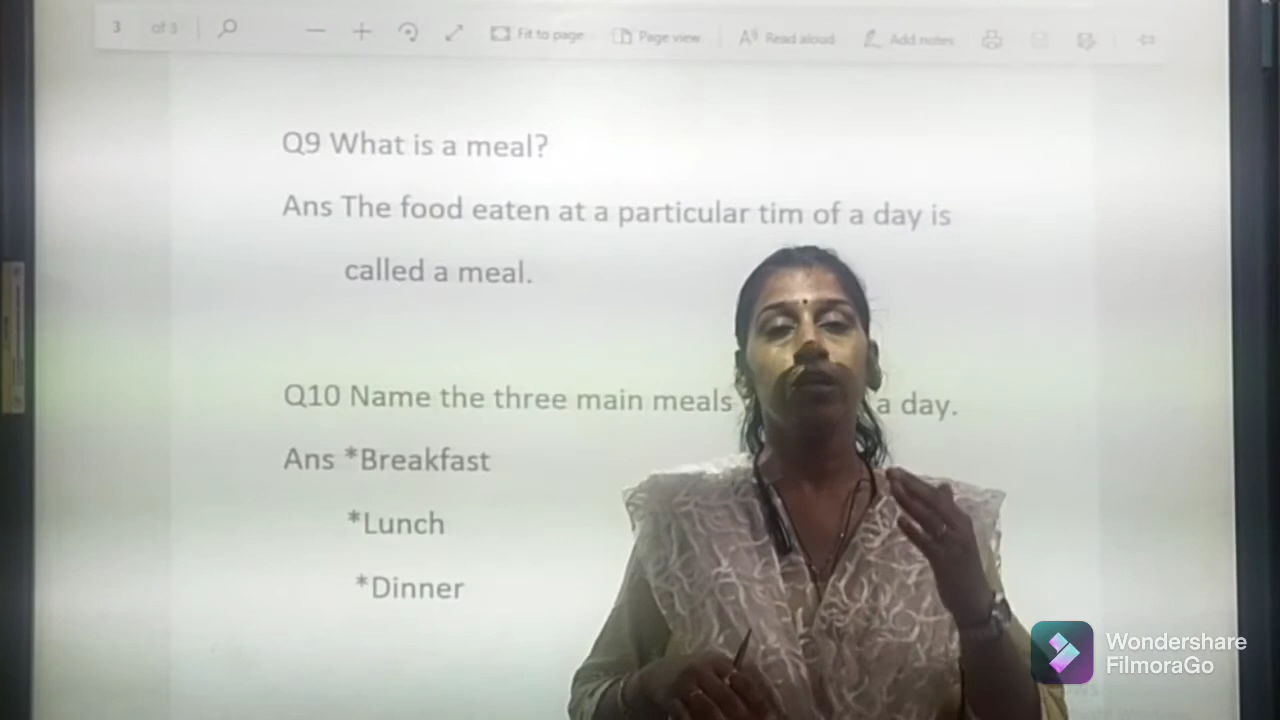 3 of 3 Fit to page Page view Read aloud Add notes
Q9 What is a meal?
Ans The food eaten at a particular tim of a day is
called a meal.
Q10 Name the three main meals a day.
Ans *Breakfast
*Lunch
*Dinner
Wondershare
FilmoraGo